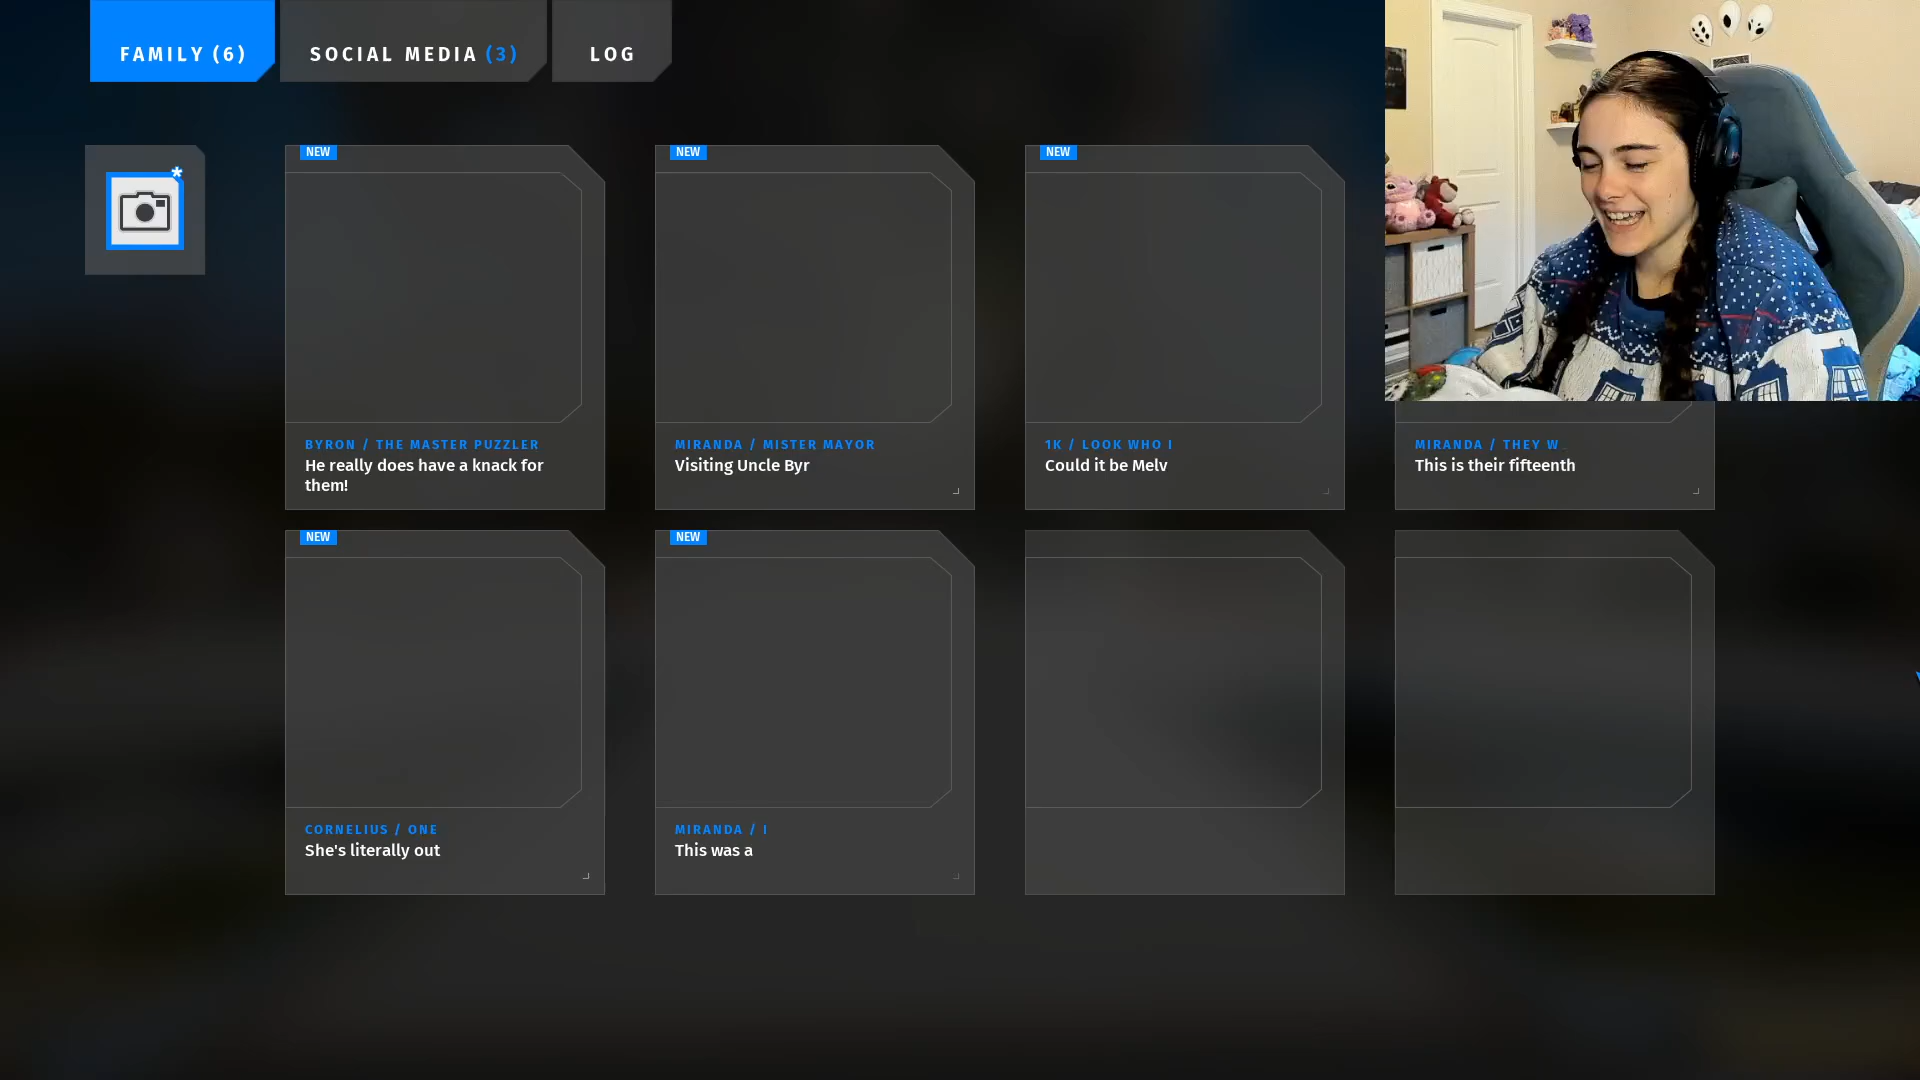 FAMILY (6)
SOCIAL MEDIA (3)
LOG
NEW
NEW
NEW
BYRON / THE MASTER PUZZLER
He really does have a knack for
them!
MIRANDA / MISTER MAYOR
Visiting Uncle Byr
1K / LOOK WHO I
Could it be Melv
MIRANDA / THEY W
This is their fifteenth
NEW
NEW
CORNELIUS / ONE
She's literally out
MIRANDA / I
This was a